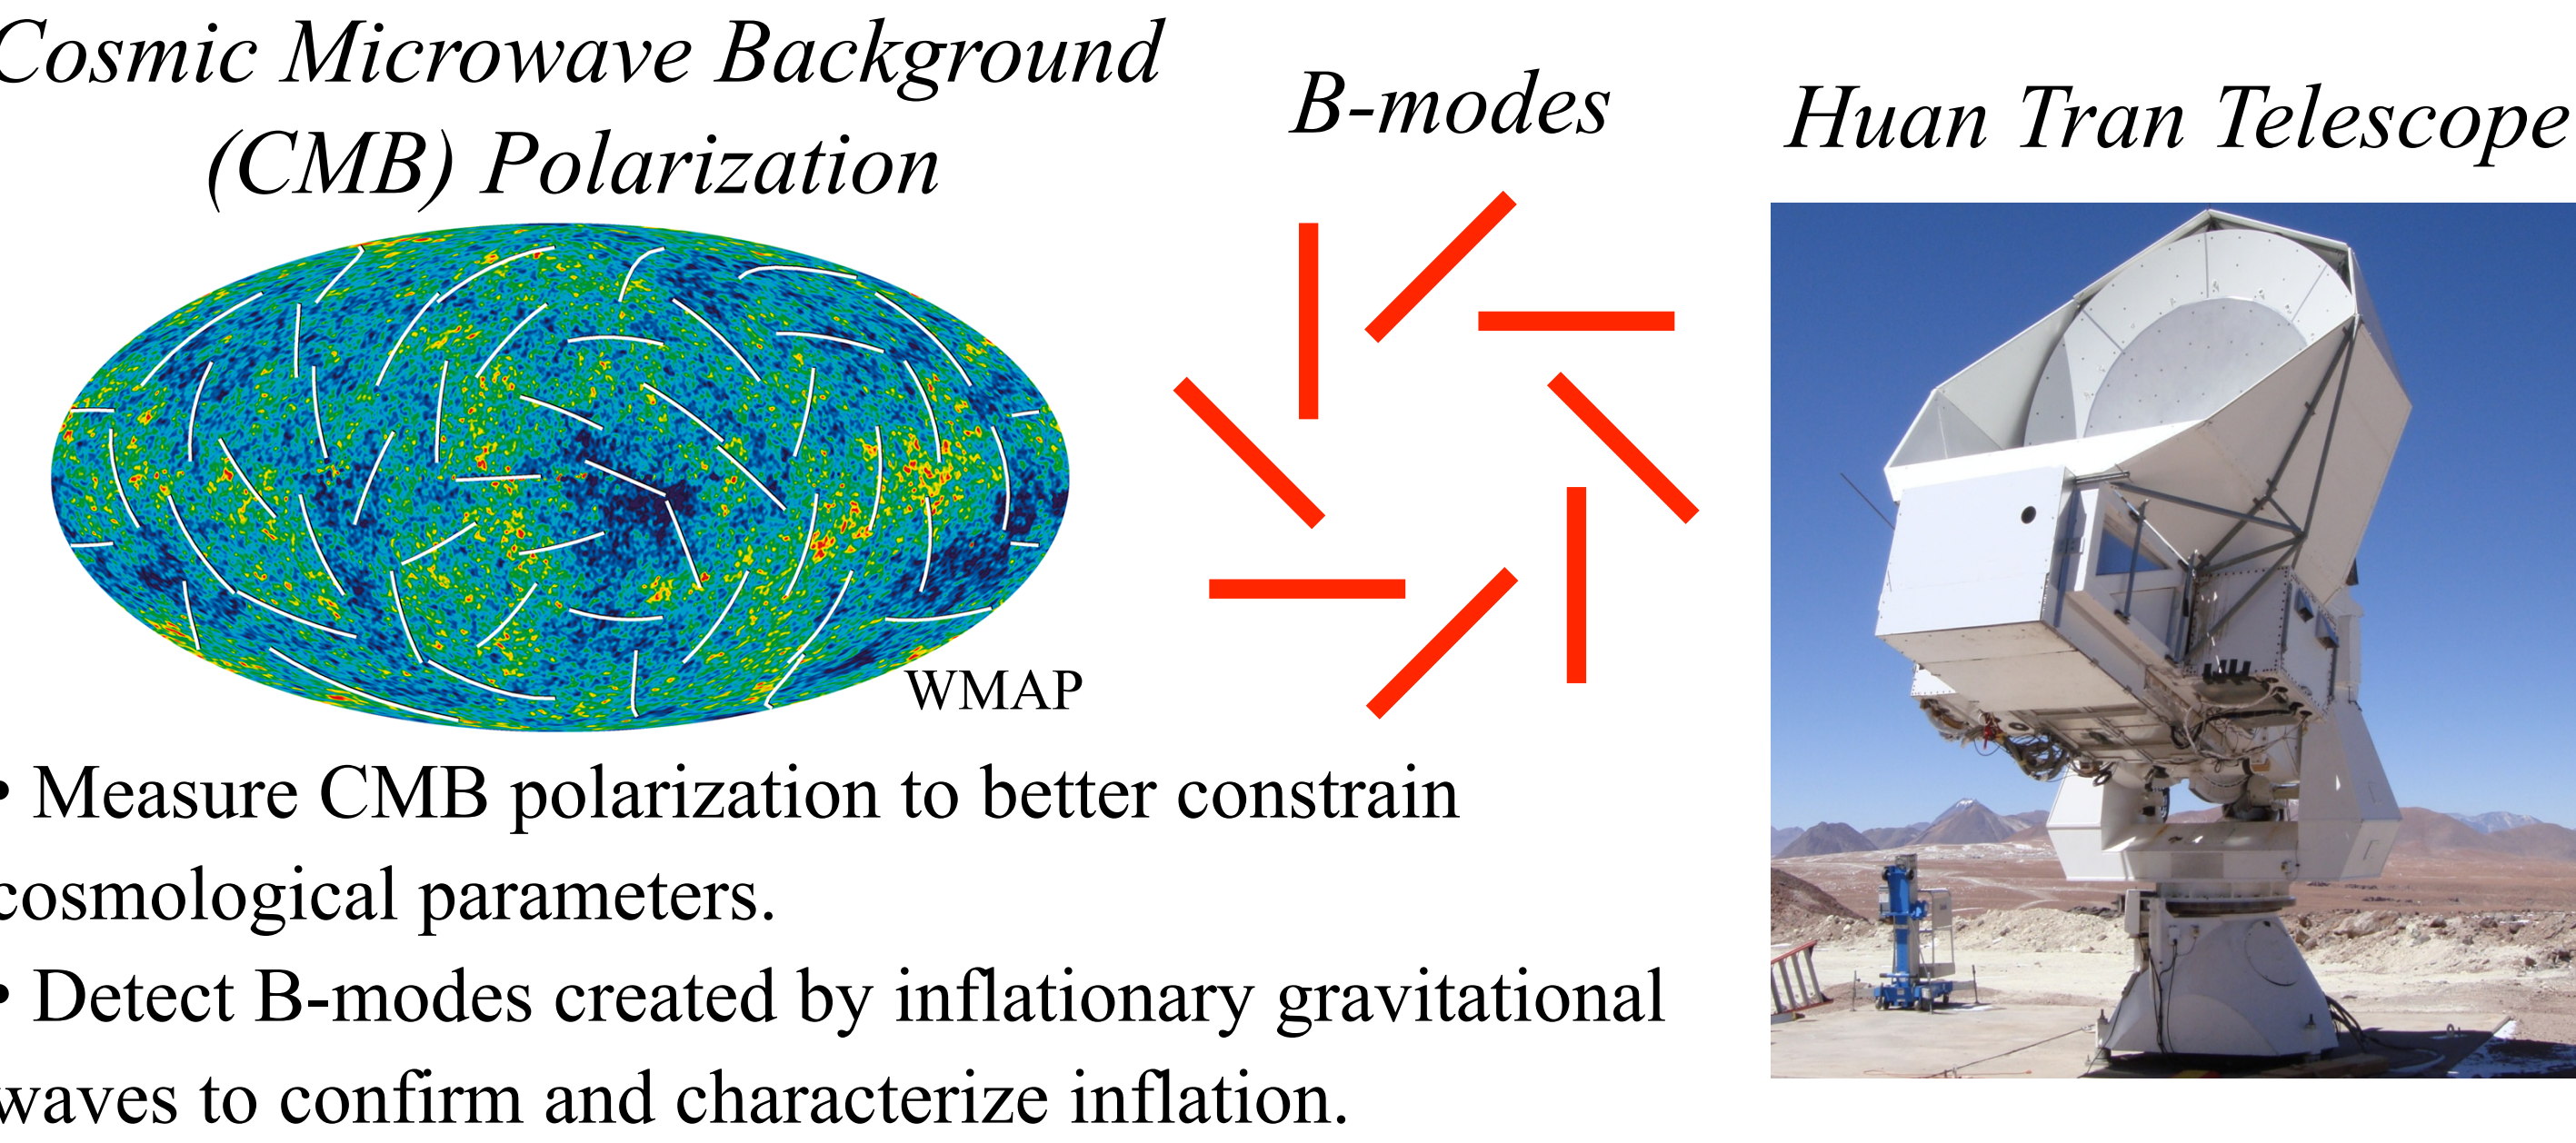 Cosmic Microwave Background
(CMB) Polarization
B-modes
Huan Tran Telescope
WMAP
• Measure CMB polarization to better constrain
cosmological parameters.
• Detect B-modes created by inflationary gravitational
waves to confirm and characterize inflation.